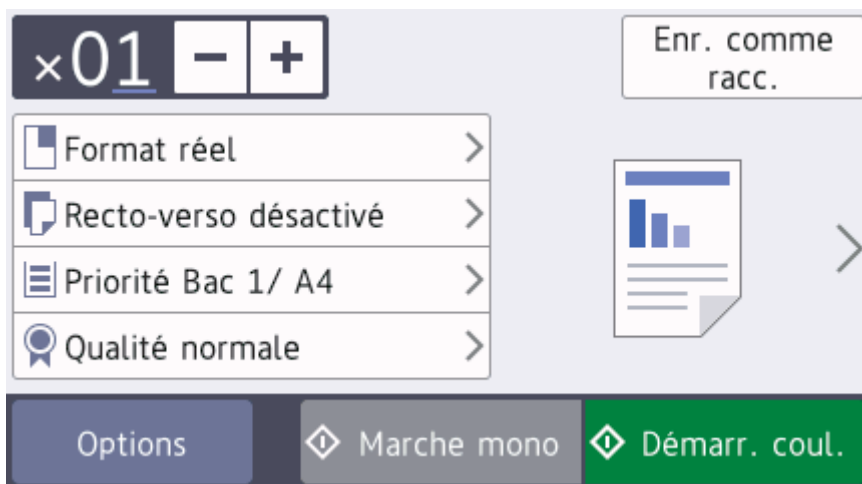 ×01 − +
Enr. comme
racc.
Format réel
Recto-verso désactivé
Priorité Bac 1/ A4
Qualité normale
Options
Marche mono
Démarr. coul.